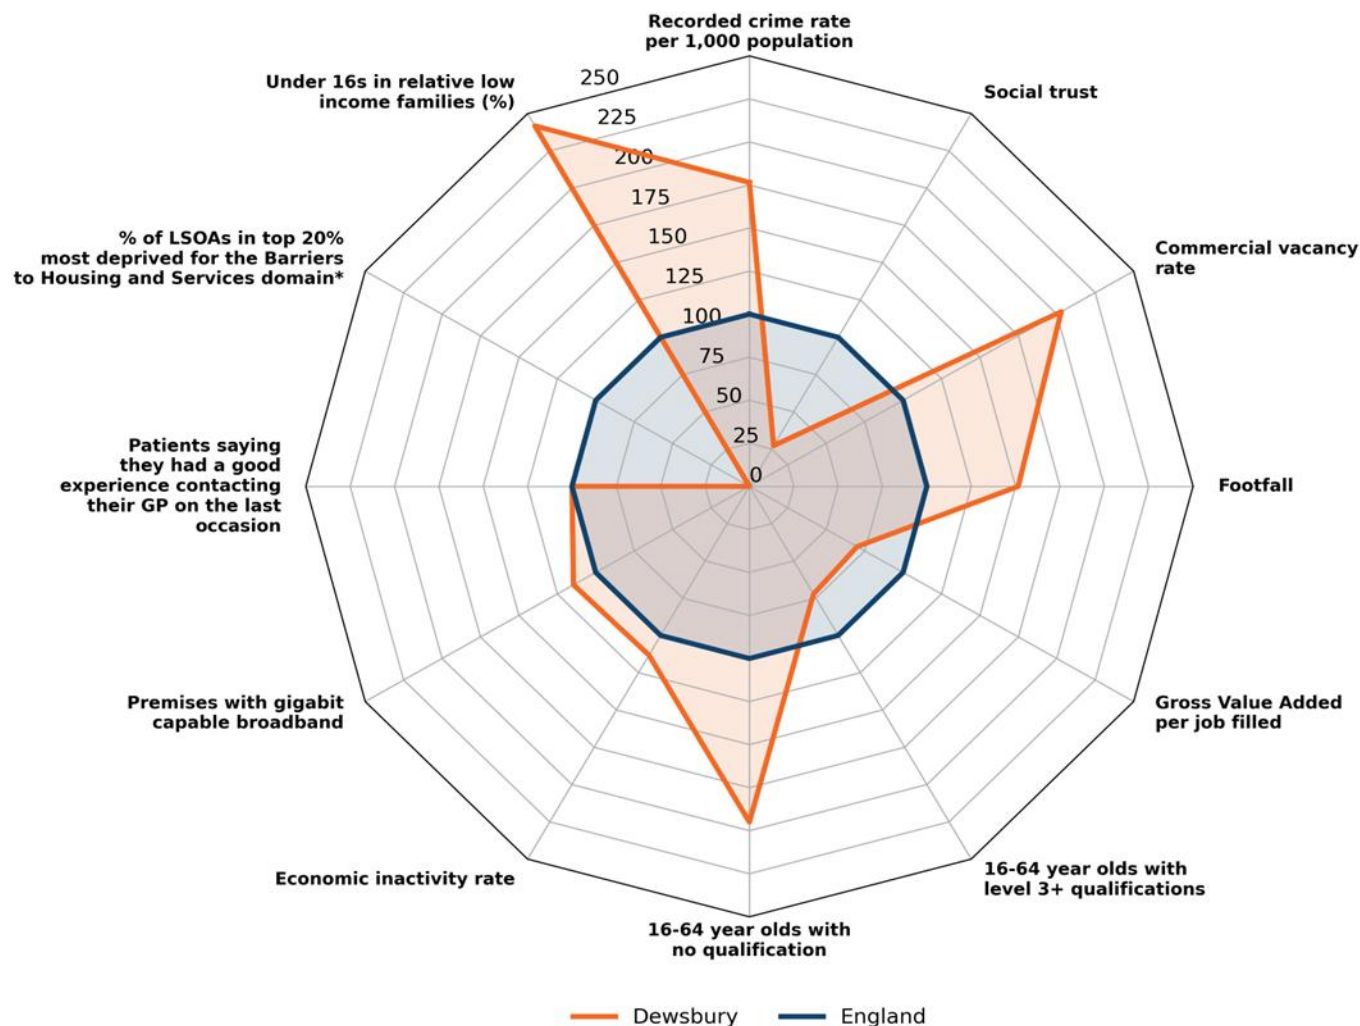 Recorded crime rate
per 1,000 population
Social trust
Commercial vacancy
rate
Footfall
Gross Value Added
per job filled
16-64 year olds with
level 3+ qualifications
16-64 year olds with
no qualification
Economic inactivity rate
Premises with gigabit
capable broadband
Patients saying
they had a good
experience contacting
their GP on the last
occasion
% of LSOAs in top 20%
most deprived for the Barriers
to Housing and Services domain*
Under 16s in relative low
income families (%)
250
225
200
175
150
125
100
75
50
25
0
Dewsbury
England